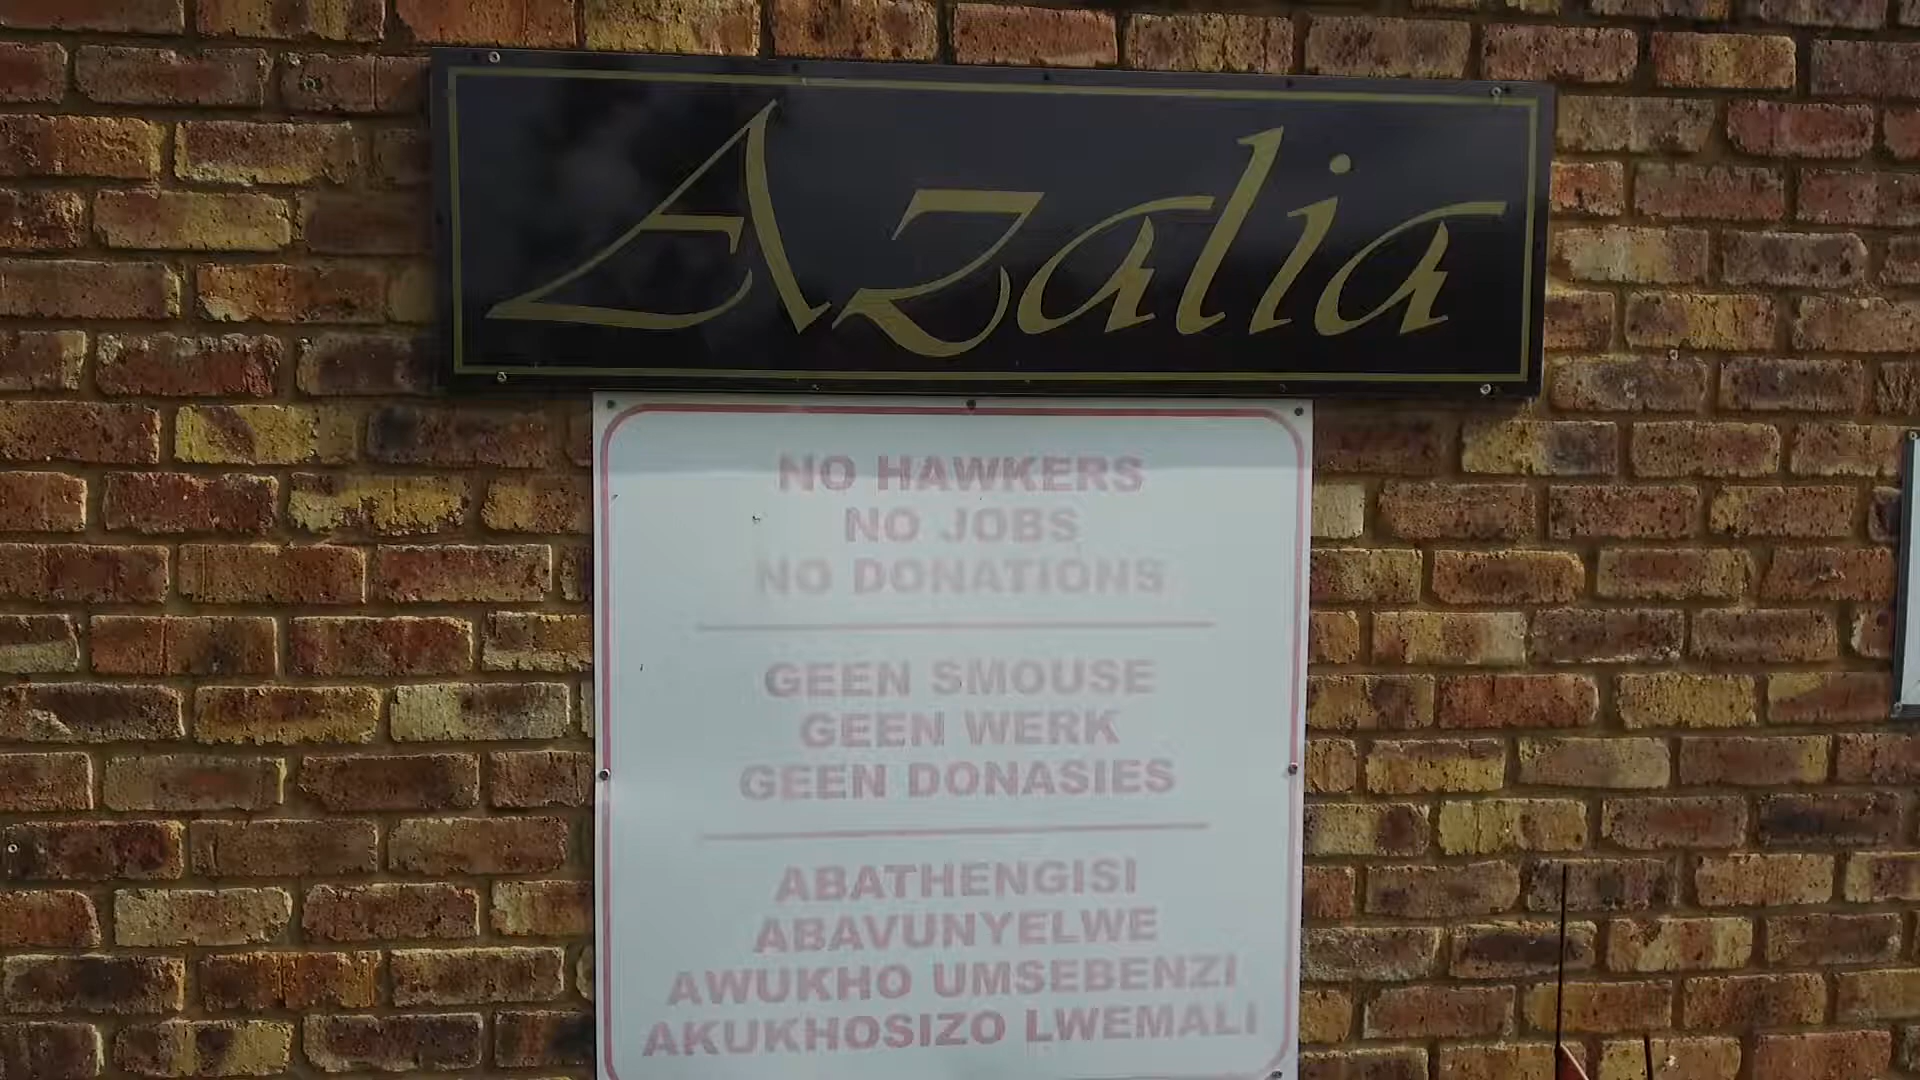 Azalia
NO HAWKERS
NO JOBS
NO DONATIONS
GEEN SMOUSE
GEEN WERK
GEEN DONASIES
ABATHENGISI
ABAVUNYELWE
AWUKHO UMSEBENZI
AKUKHOSIZO LWEMALI